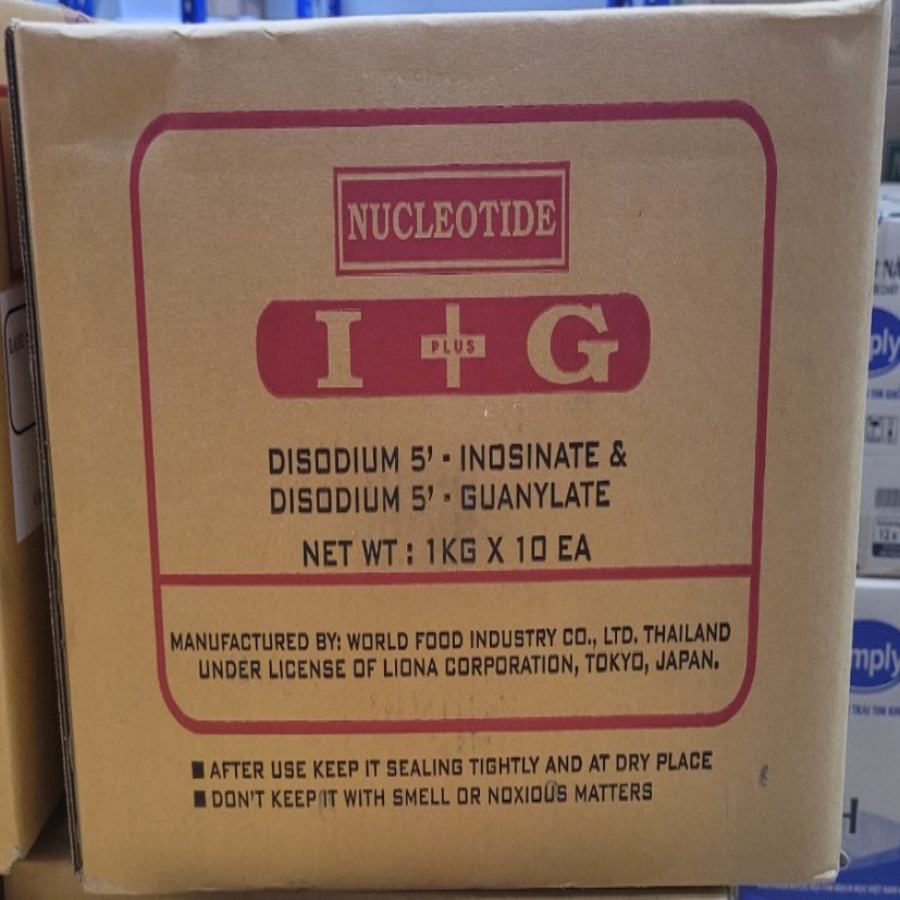 NUCLEOTIDE
I PLUS G
DISODIUM 5' - INOSINATE &
DISODIUM 5' - GUANYLATE
NET WT : 1KG X 10 EA
MANUFACTURED BY: WORLD FOOD INDUSTRY CO., LTD. THAILAND
UNDER LICENSE OF LIONA CORPORATION, TOKYO, JAPAN.
■ AFTER USE KEEP IT SEALING TIGHTLY AND AT DRY PLACE
■ DON'T KEEP IT WITH SMELL OR NOXIOUS MATTERS
ply
mply
H